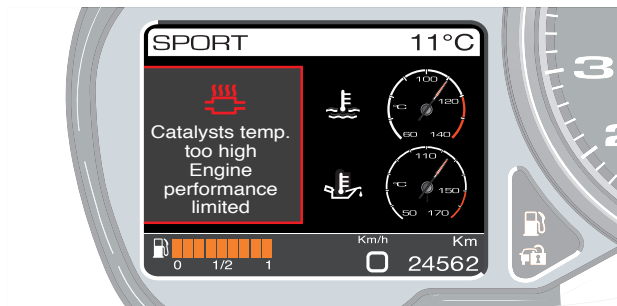 SPORT 11°C
Catalysts temp.
too high
Engine
performance
limited
100
°C 120
60 140
110
°C 150
50 170
Km/h Km
0 1/2 1 0 24562
3
2